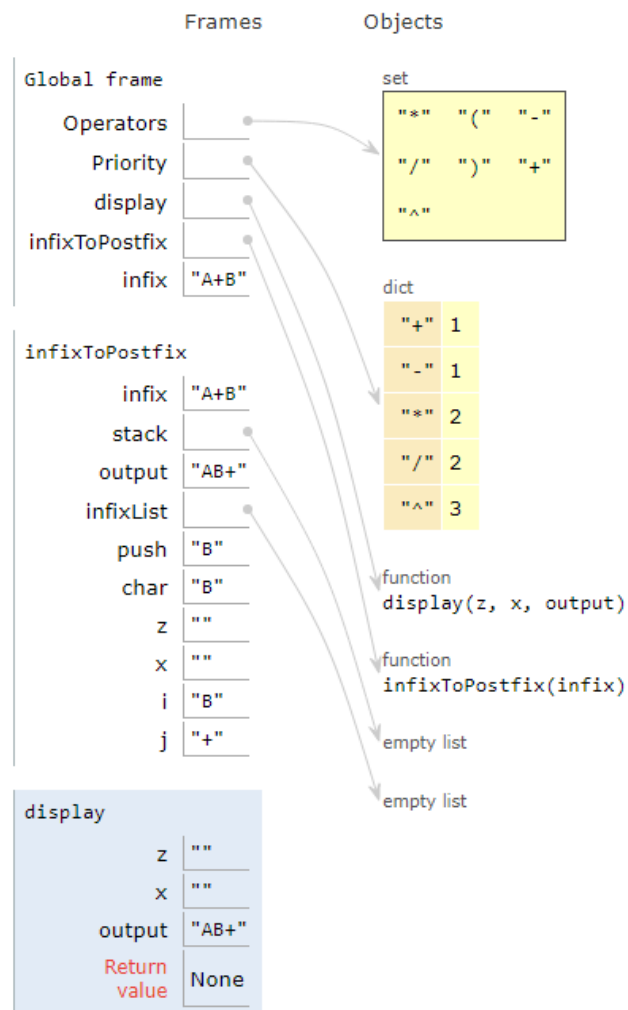 Frames Objects
Global frame
Operators
Priority
display
infixToPostfix
infix "A+B"
set
"*" "(" "-"
"/" ")" "+"
"^"
dict
"+" 1
"-" 1
"*" 2
"/" 2
"^" 3
infixToPostfix
infix "A+B"
stack
output "AB+"
infixList
push "B"
char "B"
z ""
x ""
i "B"
j "+"
function
display(z, x, output)
function
infixToPostfix(infix)
empty list
empty list
display
z ""
x ""
output "AB+"
Return
value None